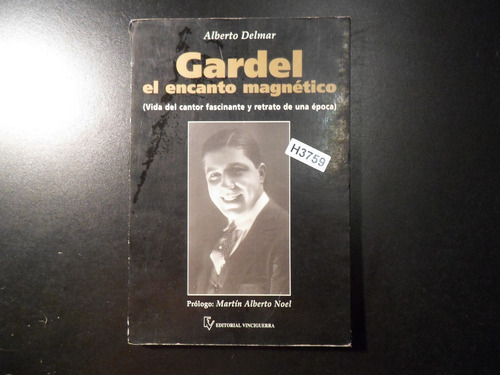 Alberto Delmar
Gardel
el encanto magnético
(Vida del cantor fascinante y retrato de una época)
H3759
Prólogo: Martín Alberto Noel
EDITORIAL VINCIGUERRA